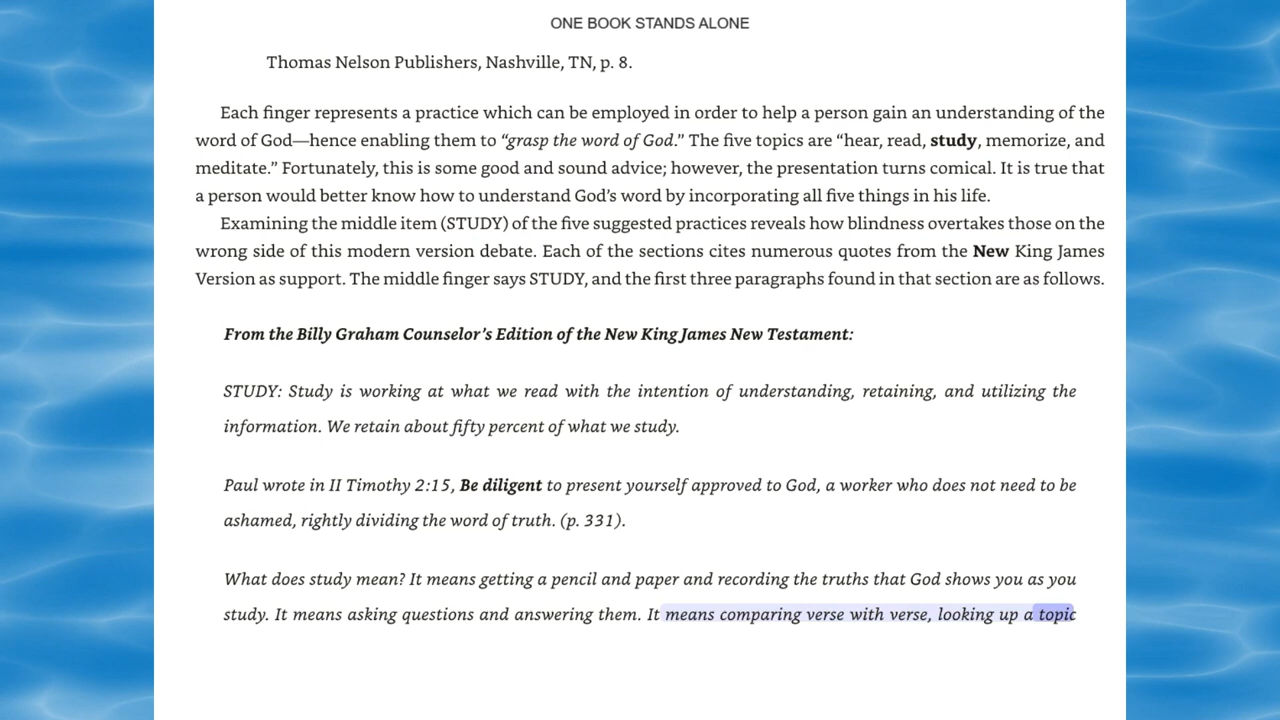 ONE BOOK STANDS ALONE
Thomas Nelson Publishers, Nashville, TN, p. 8.
Each finger represents a practice which can be employed in order to help a person gain an understanding of the
word of God—hence enabling them to “grasp the word of God.” The five topics are “hear, read, study, memorize, and
meditate.” Fortunately, this is some good and sound advice; however, the presentation turns comical. It is true that
a person would better know how to understand God’s word by incorporating all five things in his life.
Examining the middle item (STUDY) of the five suggested practices reveals how blindness overtakes those on the
wrong side of this modern version debate. Each of the sections cites numerous quotes from the New King James
Version as support. The middle finger says STUDY, and the first three paragraphs found in that section are as follows.
From the Billy Graham Counselor’s Edition of the New King James New Testament:
STUDY: Study is working at what we read with the intention of understanding, retaining, and utilizing the
information. We retain about fifty percent of what we study.
Paul wrote in II Timothy 2:15, Be diligent to present yourself approved to God, a worker who does not need to be
ashamed, rightly dividing the word of truth. (p. 331).
What does study mean? It means getting a pencil and paper and recording the truths that God shows you as you
study. It means asking questions and answering them. It means comparing verse with verse, looking up a topic